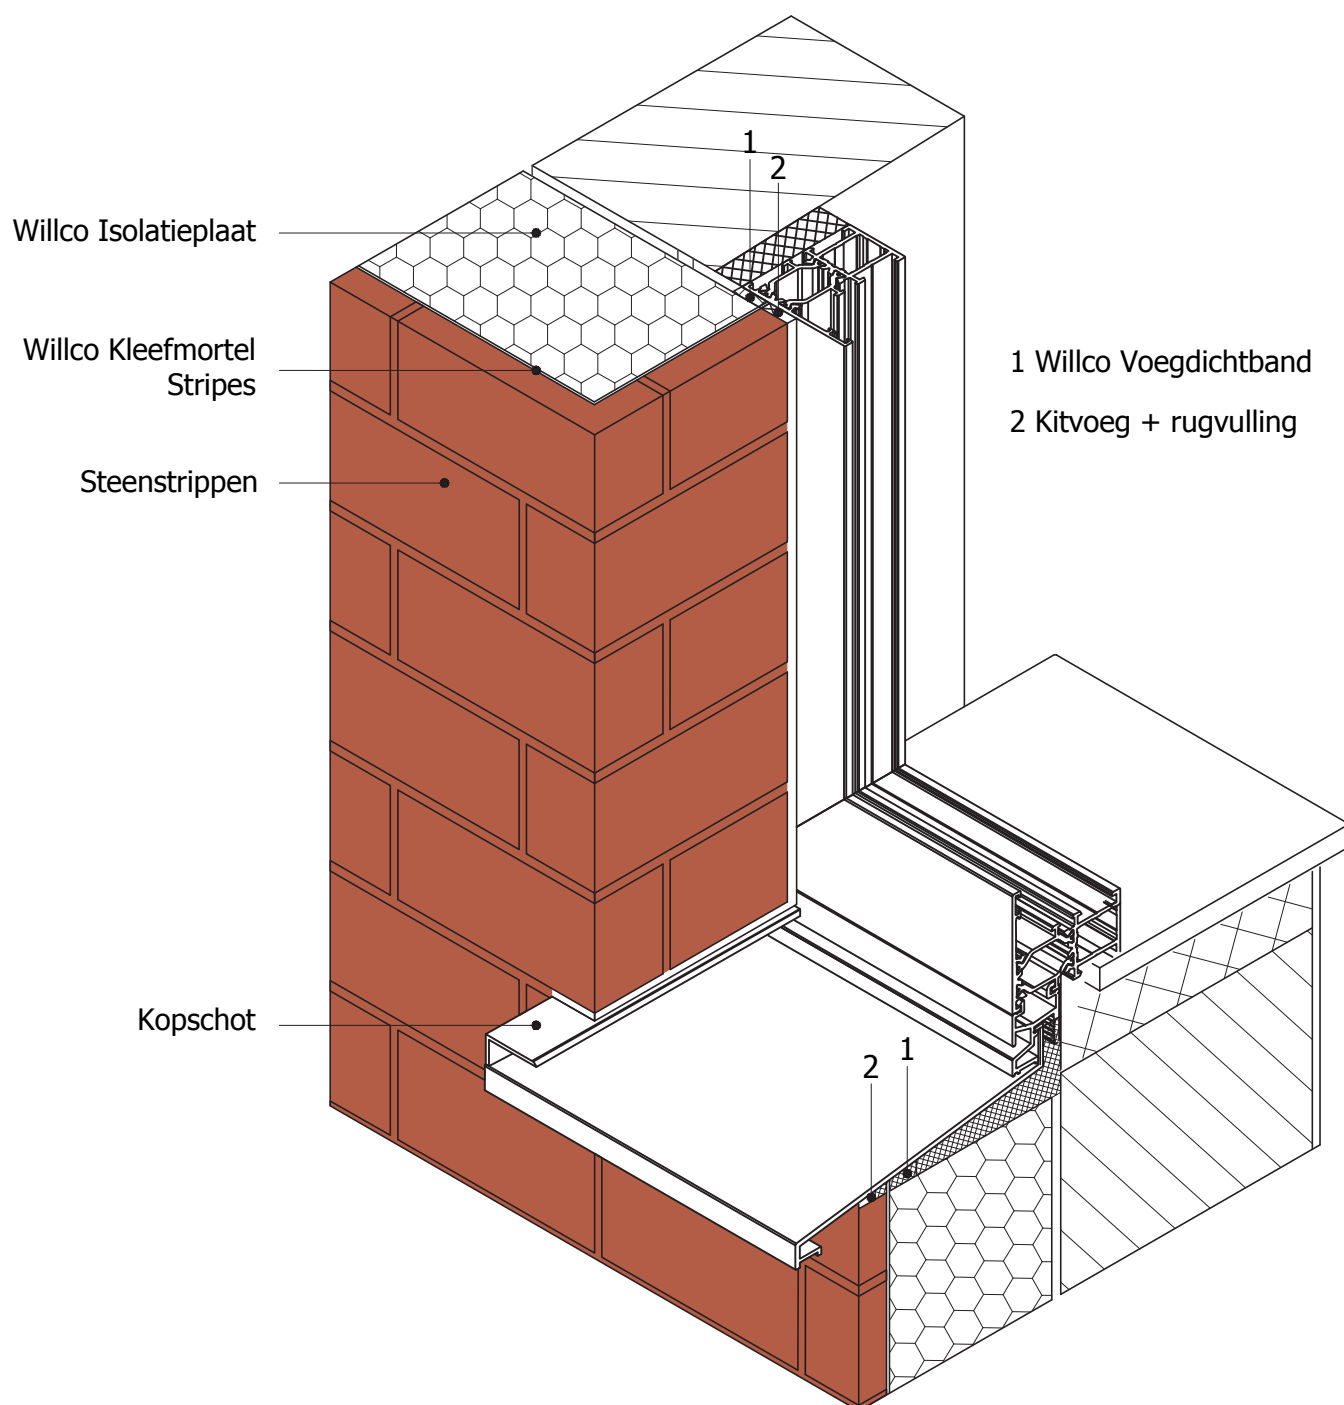 1
2
Willco Isolatieplaat
Willco Kleefmortel
Stripes
1 Willco Voegdichtband
2 Kitvoeg + rugvulling
Steenstrippen
Kopschot
2
1